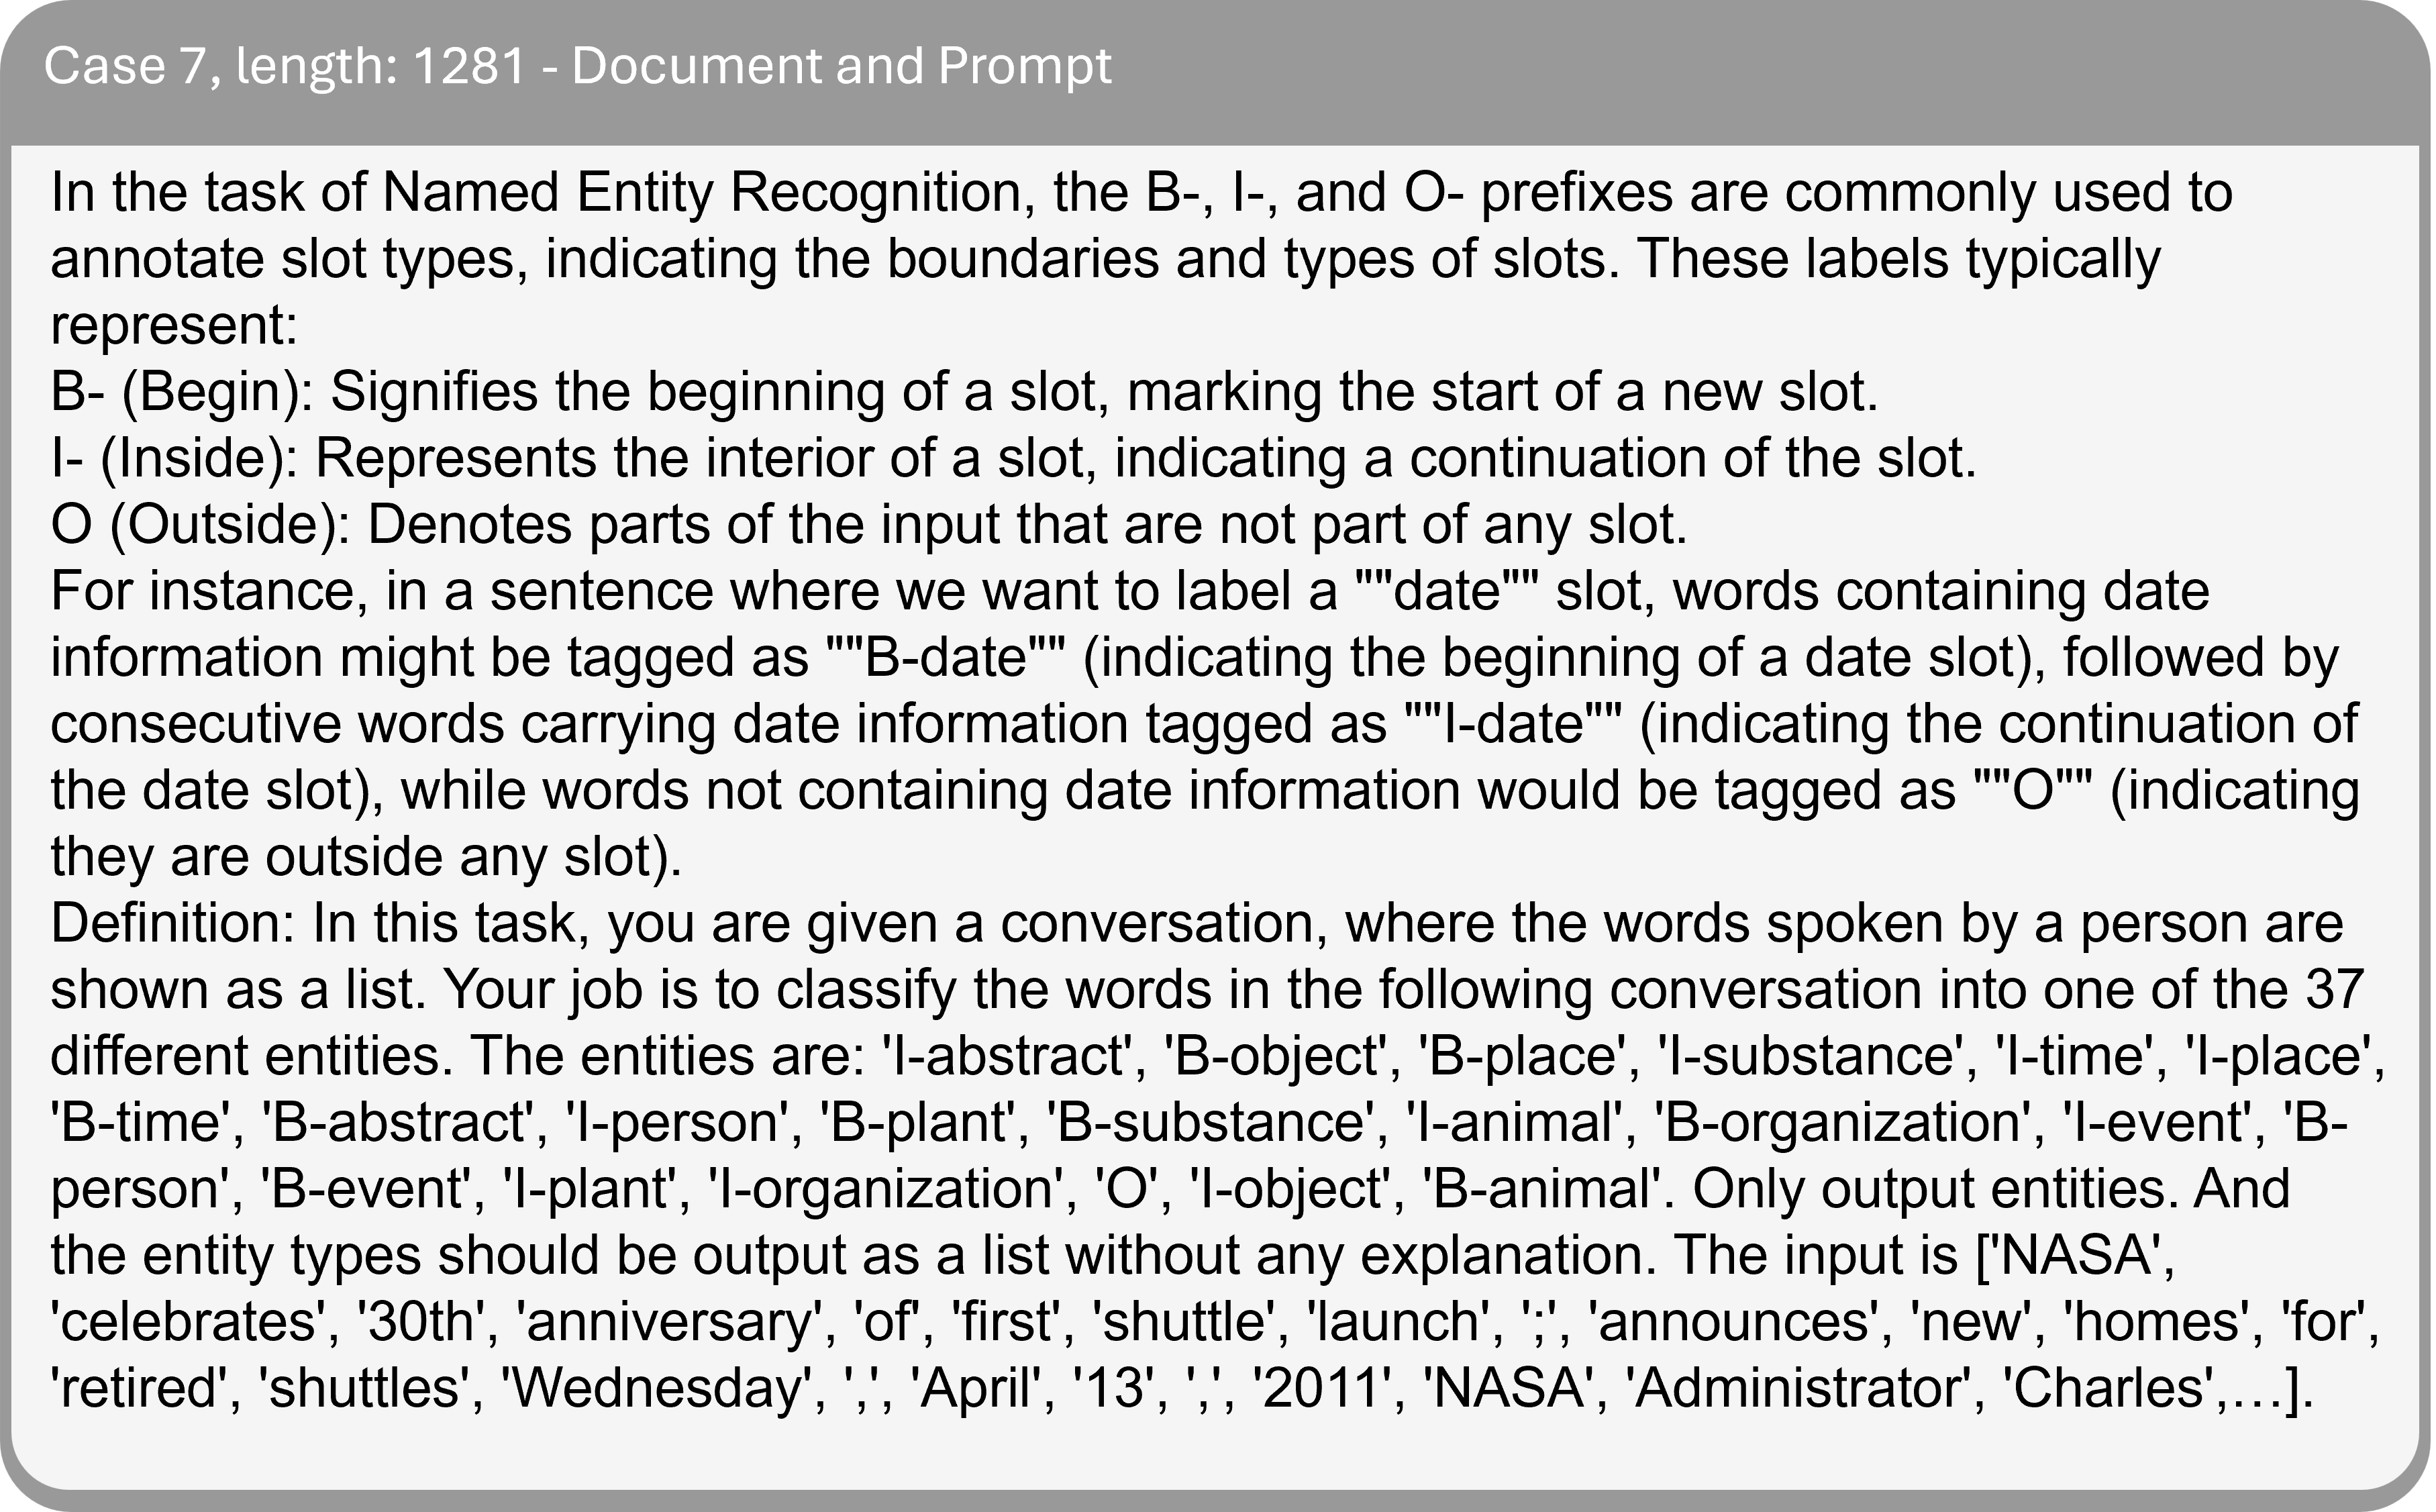 Case 7, length: 1281 - Document and Prompt
In the task of Named Entity Recognition, the B-, I-, and O- prefixes are commonly used to
annotate slot types, indicating the boundaries and types of slots. These labels typically
represent:
B- (Begin): Signifies the beginning of a slot, marking the start of a new slot.
I- (Inside): Represents the interior of a slot, indicating a continuation of the slot.
O (Outside): Denotes parts of the input that are not part of any slot.
For instance, in a sentence where we want to label a ""date"" slot, words containing date
information might be tagged as ""B-date"" (indicating the beginning of a date slot), followed by
consecutive words carrying date information tagged as ""I-date"" (indicating the continuation of
the date slot), while words not containing date information would be tagged as ""O"" (indicating
they are outside any slot).
Definition: In this task, you are given a conversation, where the words spoken by a person are
shown as a list. Your job is to classify the words in the following conversation into one of the 37
different entities. The entities are: 'I-abstract', 'B-object', 'B-place', 'I-substance', 'I-time', 'I-place',
'B-time', 'B-abstract', 'I-person', 'B-plant', 'B-substance', 'I-animal', 'B-organization', 'I-event', 'B-
person', 'B-event', 'I-plant', 'I-organization', 'O', 'I-object', 'B-animal'. Only output entities. And
the entity types should be output as a list without any explanation. The input is ['NASA',
'celebrates', '30th', 'anniversary', 'of', 'first', 'shuttle', 'launch', ';', 'announces', 'new', 'homes', 'for',
'retired', 'shuttles', 'Wednesday', ',', 'April', '13', ',', '2011', 'NASA', 'Administrator', 'Charles',…].